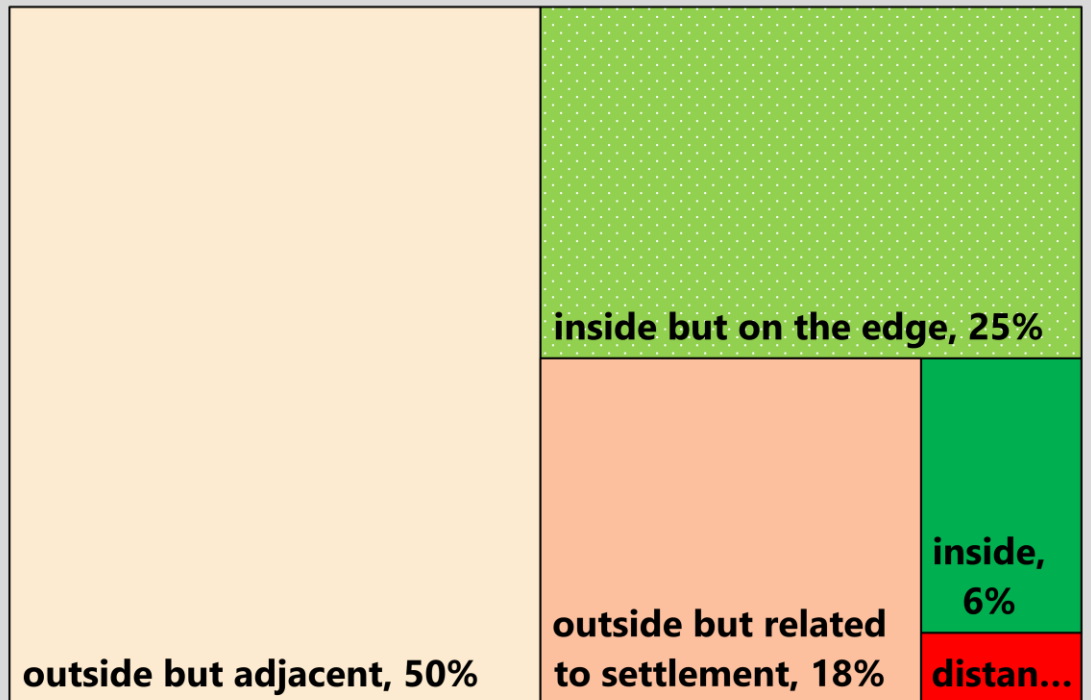 inside but on the edge, 25%
inside,
6%
outside but related
to settlement, 18%
outside but adjacent, 50%
distan...